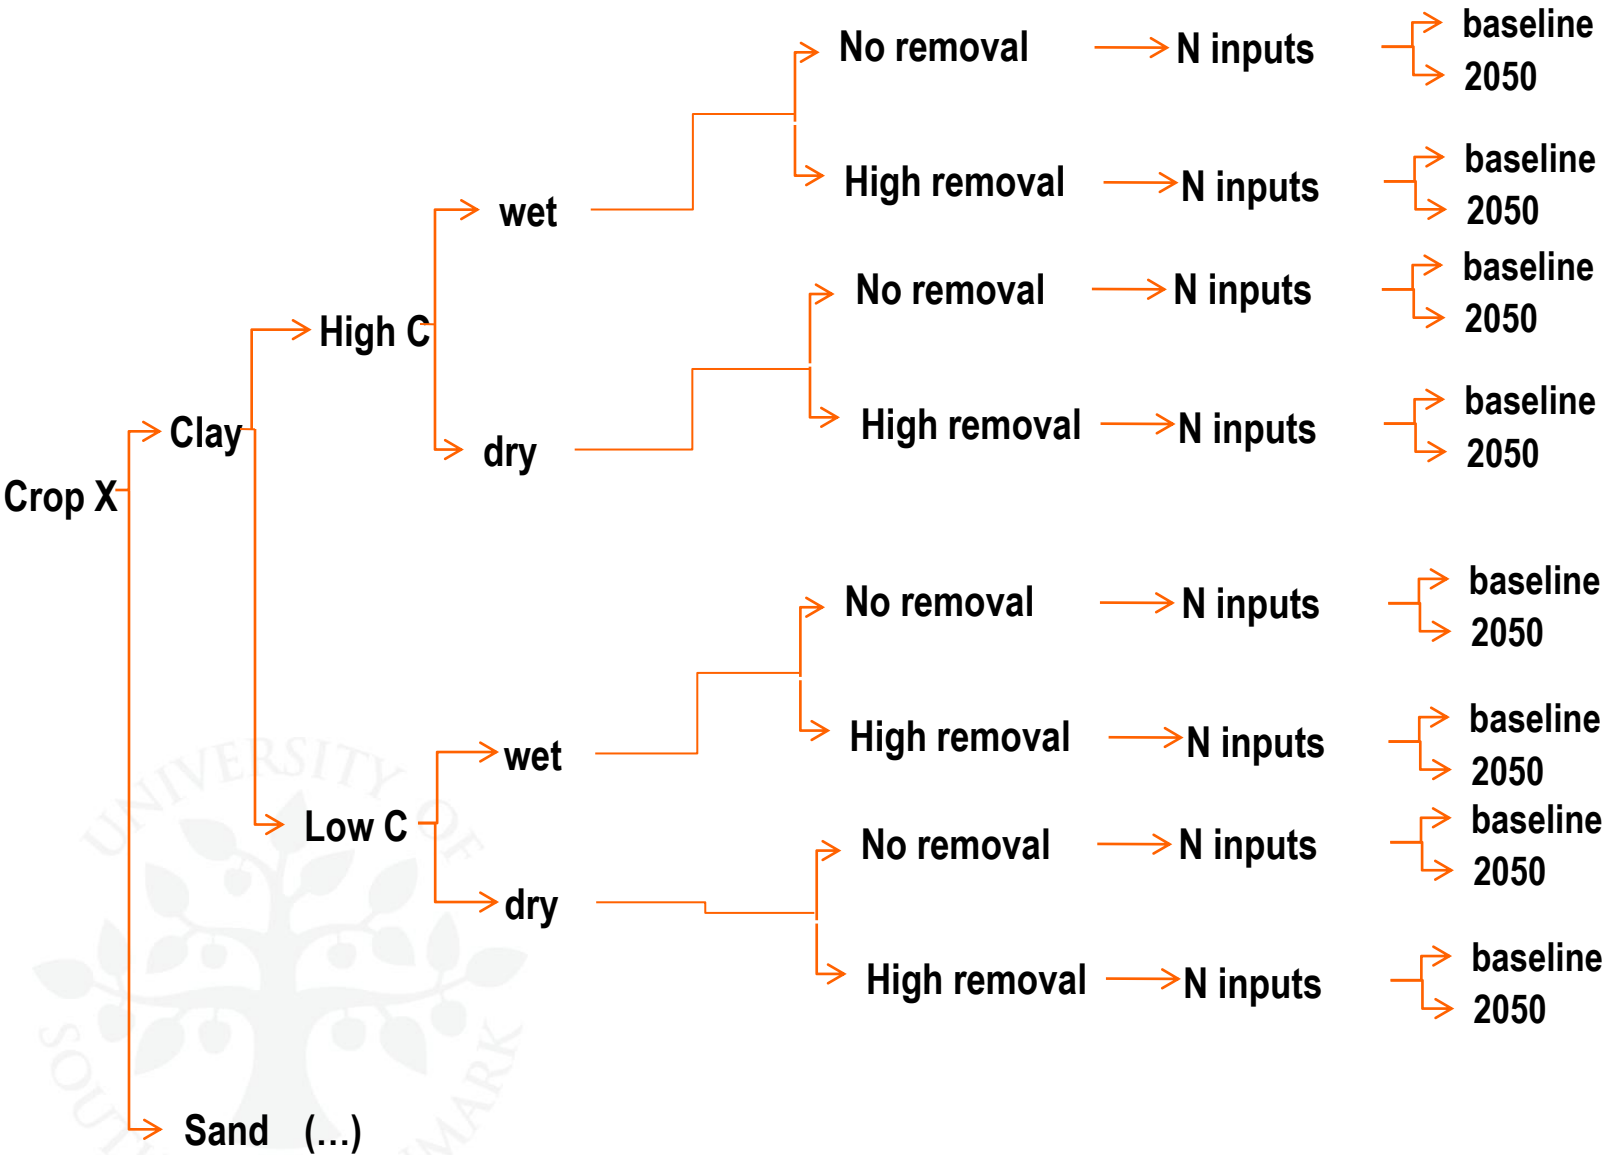 baseline
No removal
N inputs
2050
baseline
High removal
N inputs
2050
wet
baseline
No removal
N inputs
2050
High C
baseline
High removal
N inputs
2050
Clay
dry
Crop X
baseline
No removal
N inputs
2050
baseline
High removal
N inputs
2050
wet
Low C
baseline
No removal
N inputs
2050
dry
baseline
High removal
N inputs
2050
Sand (...)
UNIVERSITY OF